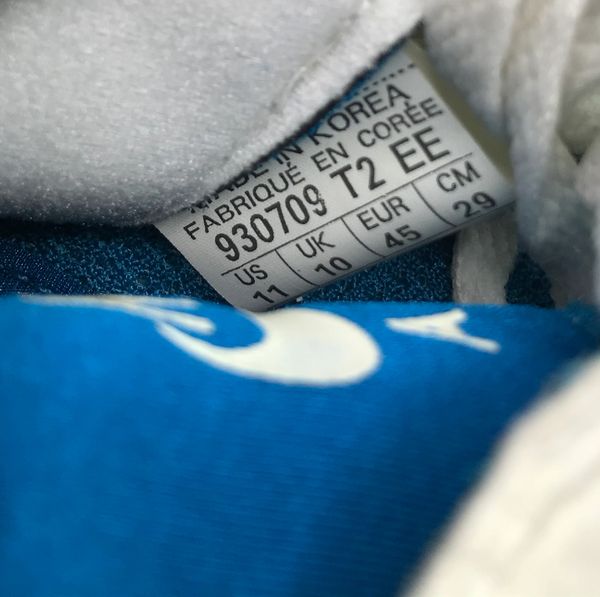 MADE IN KOREA
FABRIQUÉ EN CORÉE
930709 T2 EE
US UK EUR CM
11 10 45 29